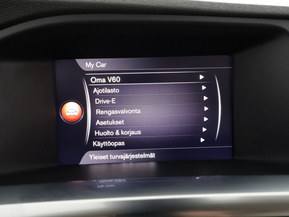 My Car
Oma V60
Ajotilasto
Drive-E
Rengasvalvonta
Asetukset
Huolto & korjaus
Käyttöopas
Yleiset turvajärjestelmät